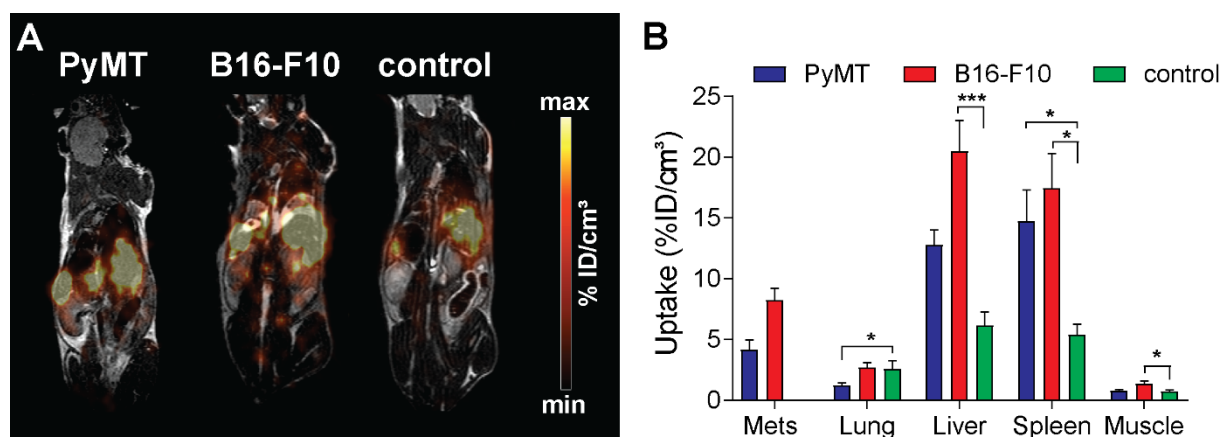 A
PyMT
B16-F10
control
max
% ID/cm³
min
B
PyMT
B16-F10
control
Uptake (%ID/cm³)
25
20
15
10
5
0
***
*
*
*
*
Mets
Lung
Liver
Spleen
Muscle